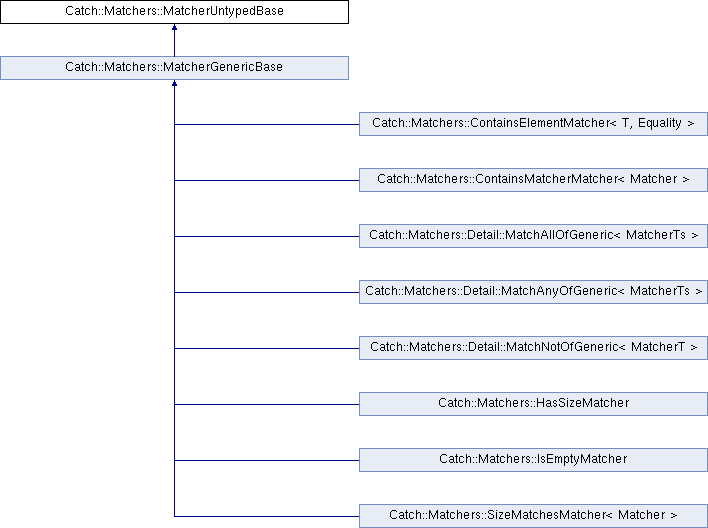 Catch::Matchers::MatcherUntypedBase
Catch::Matchers::MatcherGenericBase
Catch::Matchers::ContainsElementMatcher< T, Equality >
Catch::Matchers::ContainsMatcherMatcher< Matcher >
Catch::Matchers::Detail::MatchAllOfGeneric< MatcherTs >
Catch::Matchers::Detail::MatchAnyOfGeneric< MatcherTs >
Catch::Matchers::Detail::MatchNotOfGeneric< MatcherT >
Catch::Matchers::HasSizeMatcher
Catch::Matchers::IsEmptyMatcher
Catch::Matchers::SizeMatchesMatcher< Matcher >